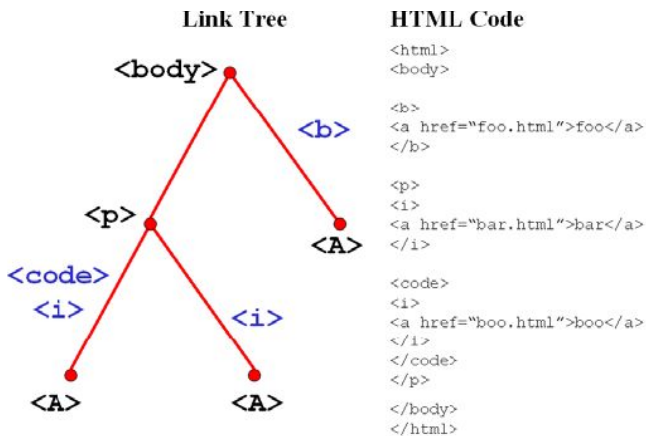 Link Tree
<body>
<b>
<p>
<A>
<code>
<i>
<i>
<A>
<A>
HTML Code
<html>
<body>
<b>
<a href=“foo.html”>foo</a>
</b>
<p>
<i>
<a href=“bar.html”>bar</a>
</i>
<code>
<i>
<a href=“boo.html”>boo</a>
</i>
</code>
</p>
</body>
</html>